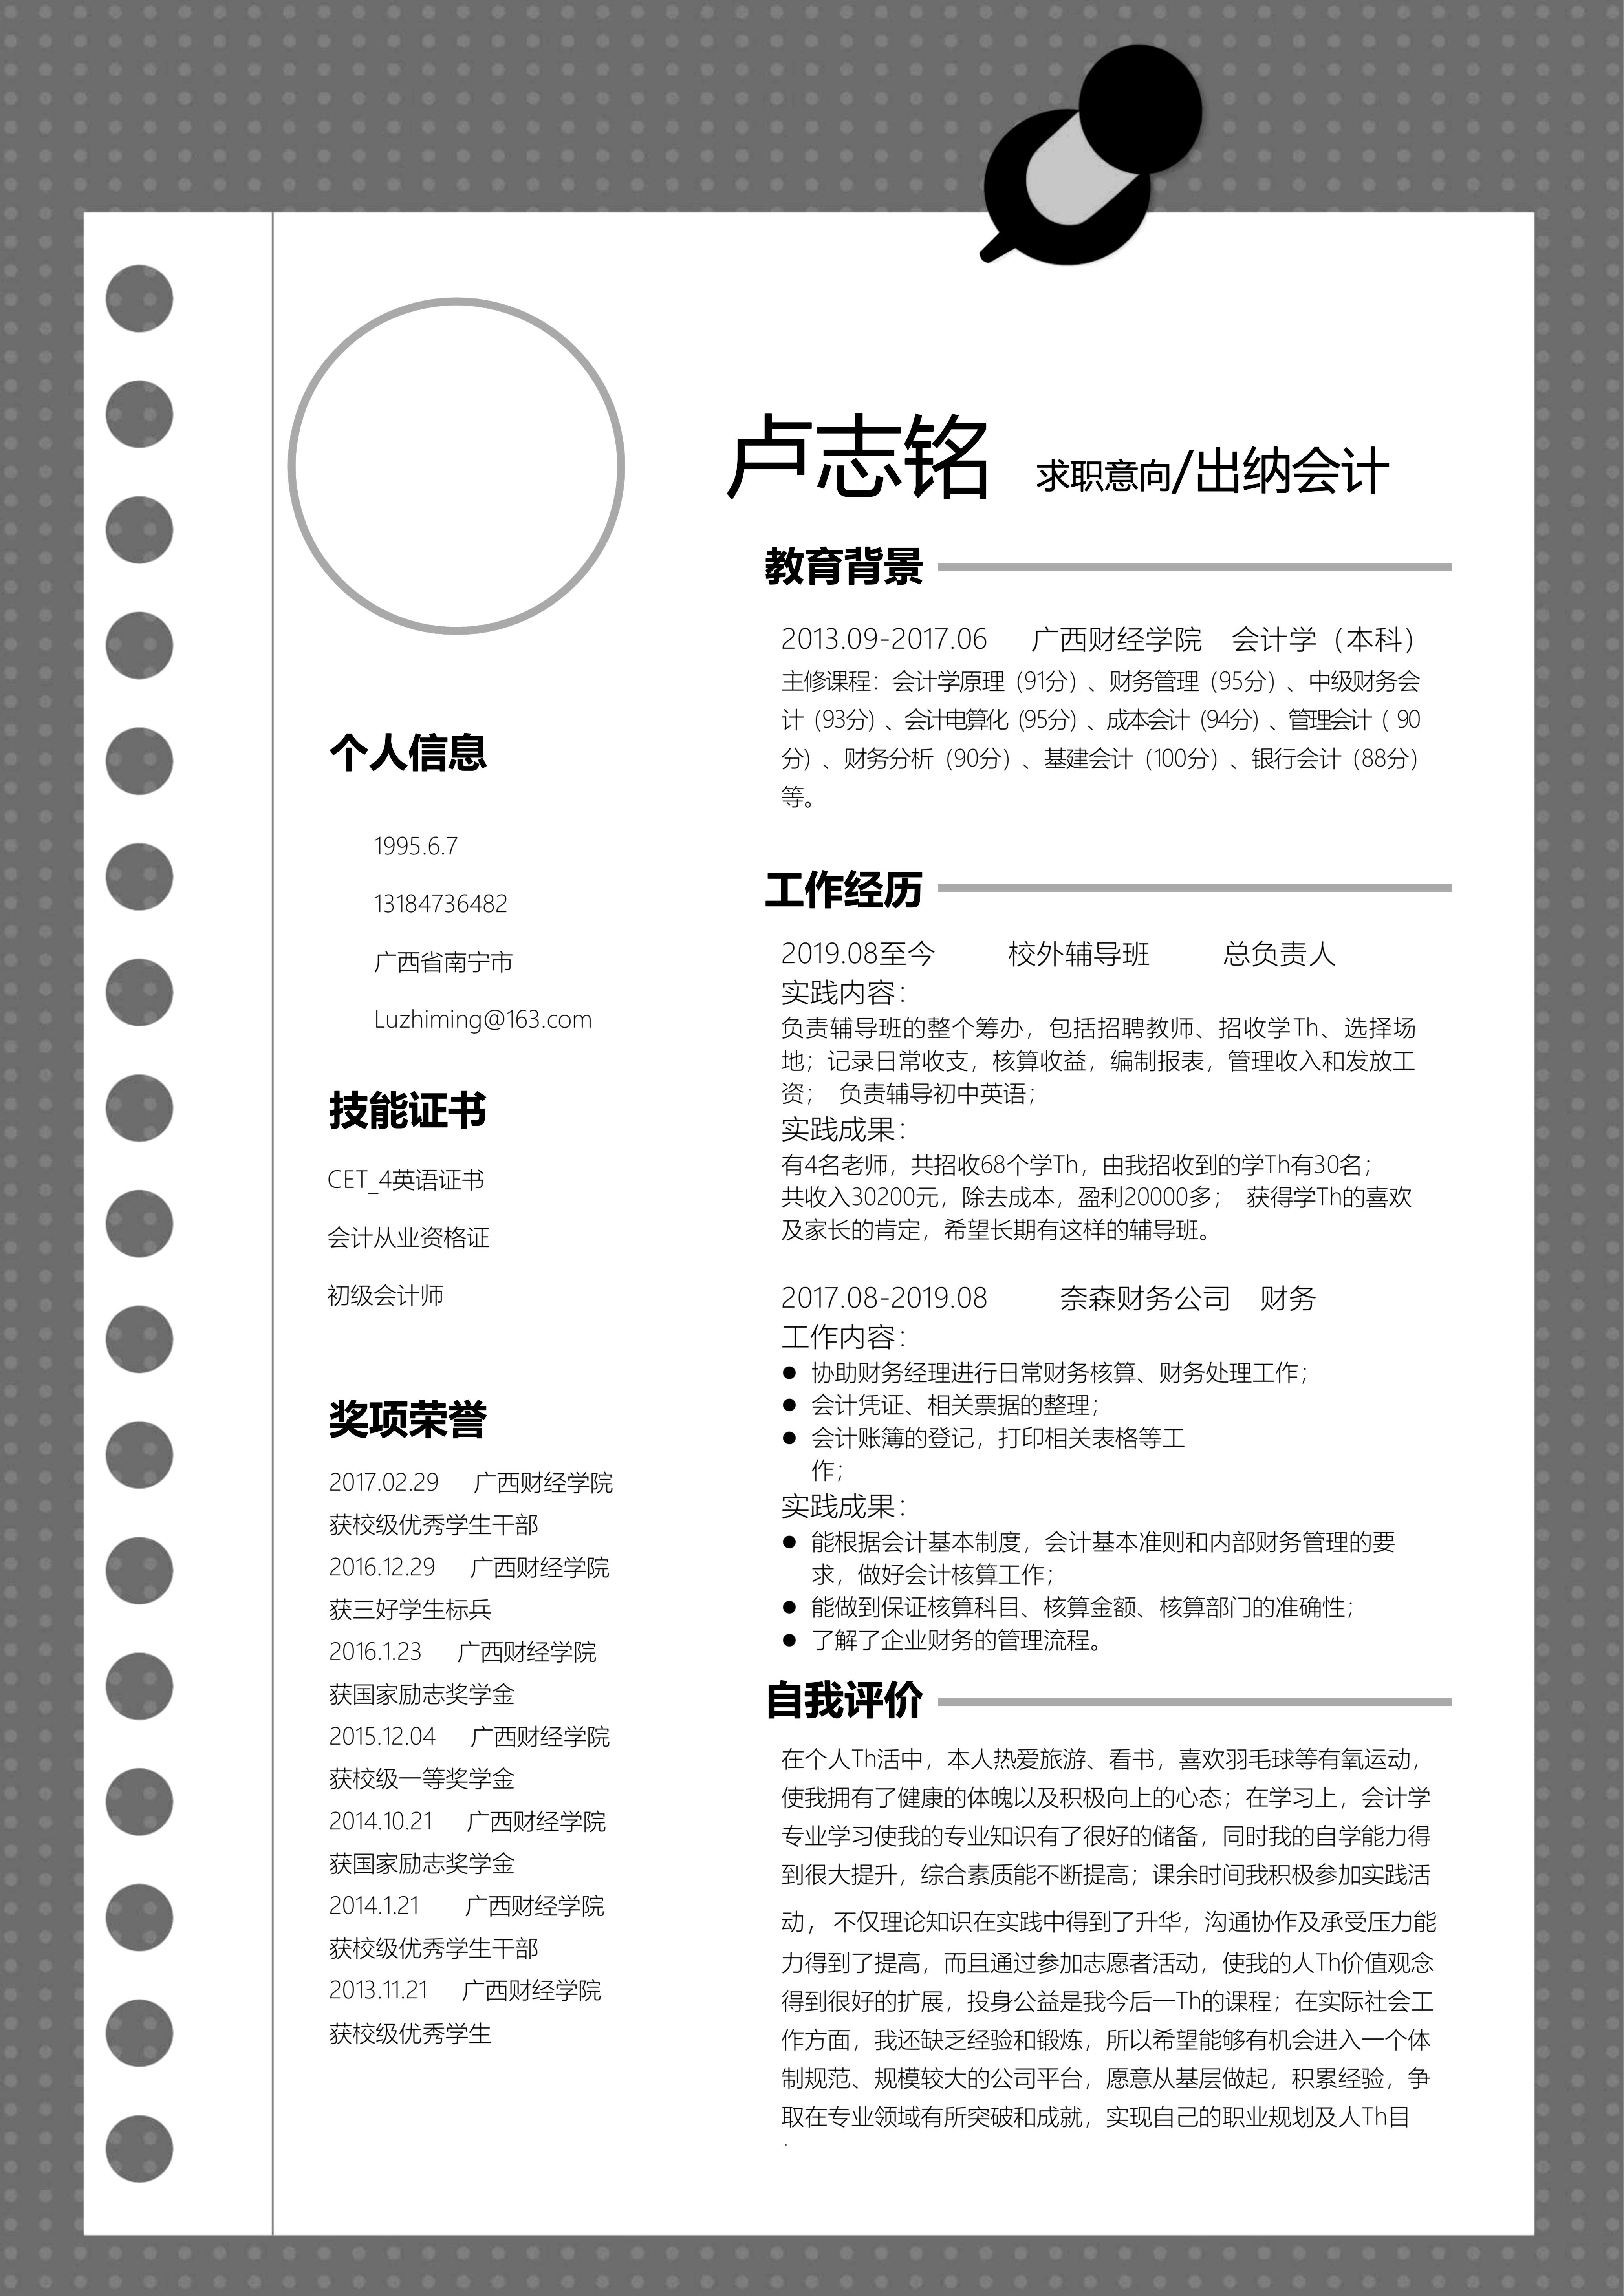 卢志铭 求职意向/出纳会计
个人信息
1995.6.7
13184736482
广西省南宁市
Luzhiming@163.com
技能证书
CET_4英语证书
会计从业资格证
初级会计师
奖项荣誉
2017.02.29 广西财经学院
获校级优秀学生干部
2016.12.29 广西财经学院
获三好学生标兵
2016.1.23 广西财经学院
获国家励志奖学金
2015.12.04 广西财经学院
获校级一等奖学金
2014.10.21 广西财经学院
获国家励志奖学金
2014.1.21 广西财经学院
获校级优秀学生干部
2013.11.21 广西财经学院
获校级优秀学生
教育背景
2013.09-2017.06 广西财经学院 会计学（本科）
主修课程：会计学原理（91分）、财务管理（95分）、中级财务会
计（93分）、会计电算化（95分）、成本会计（94分）、管理会计（ 90
分）、财务分析（90分）、基建会计（100分）、银行会计（88分）
等。
工作经历
2019.08至今 校外辅导班 总负责人
实践内容：
负责辅导班的整个筹办，包括招聘教师、招收学Th、选择场
地；记录日常收支，核算收益，编制报表，管理收入和发放工
资； 负责辅导初中英语；
实践成果：
有4名老师，共招收68个学Th，由我招收到的学Th有30名；
共收入30200元，除去成本，盈利20000多； 获得学Th的喜欢
及家长的肯定，希望长期有这样的辅导班。
2017.08-2019.08 奈森财务公司 财务
工作内容：
● 协助财务经理进行日常财务核算、财务处理工作；
● 会计凭证、相关票据的整理；
● 会计账簿的登记，打印相关表格等工
作；
实践成果：
● 能根据会计基本制度，会计基本准则和内部财务管理的要
求，做好会计核算工作；
● 能做到保证核算科目、核算金额、核算部门的准确性；
● 了解了企业财务的管理流程。
自我评价
在个人Th活中，本人热爱旅游、看书，喜欢羽毛球等有氧运动，
使我拥有了健康的体魄以及积极向上的心态；在学习上，会计学
专业学习使我的专业知识有了很好的储备，同时我的自学能力得
到很大提升，综合素质能不断提高；课余时间我积极参加实践活
动， 不仅理论知识在实践中得到了升华，沟通协作及承受压力能
力得到了提高，而且通过参加志愿者活动，使我的人Th价值观念
得到很好的扩展，投身公益是我今后一Th的课程；在实际社会工
作方面，我还缺乏经验和锻炼，所以希望能够有机会进入一个体
制规范、规模较大的公司平台，愿意从基层做起，积累经验，争
取在专业领域有所突破和成就，实现自己的职业规划及人Th目